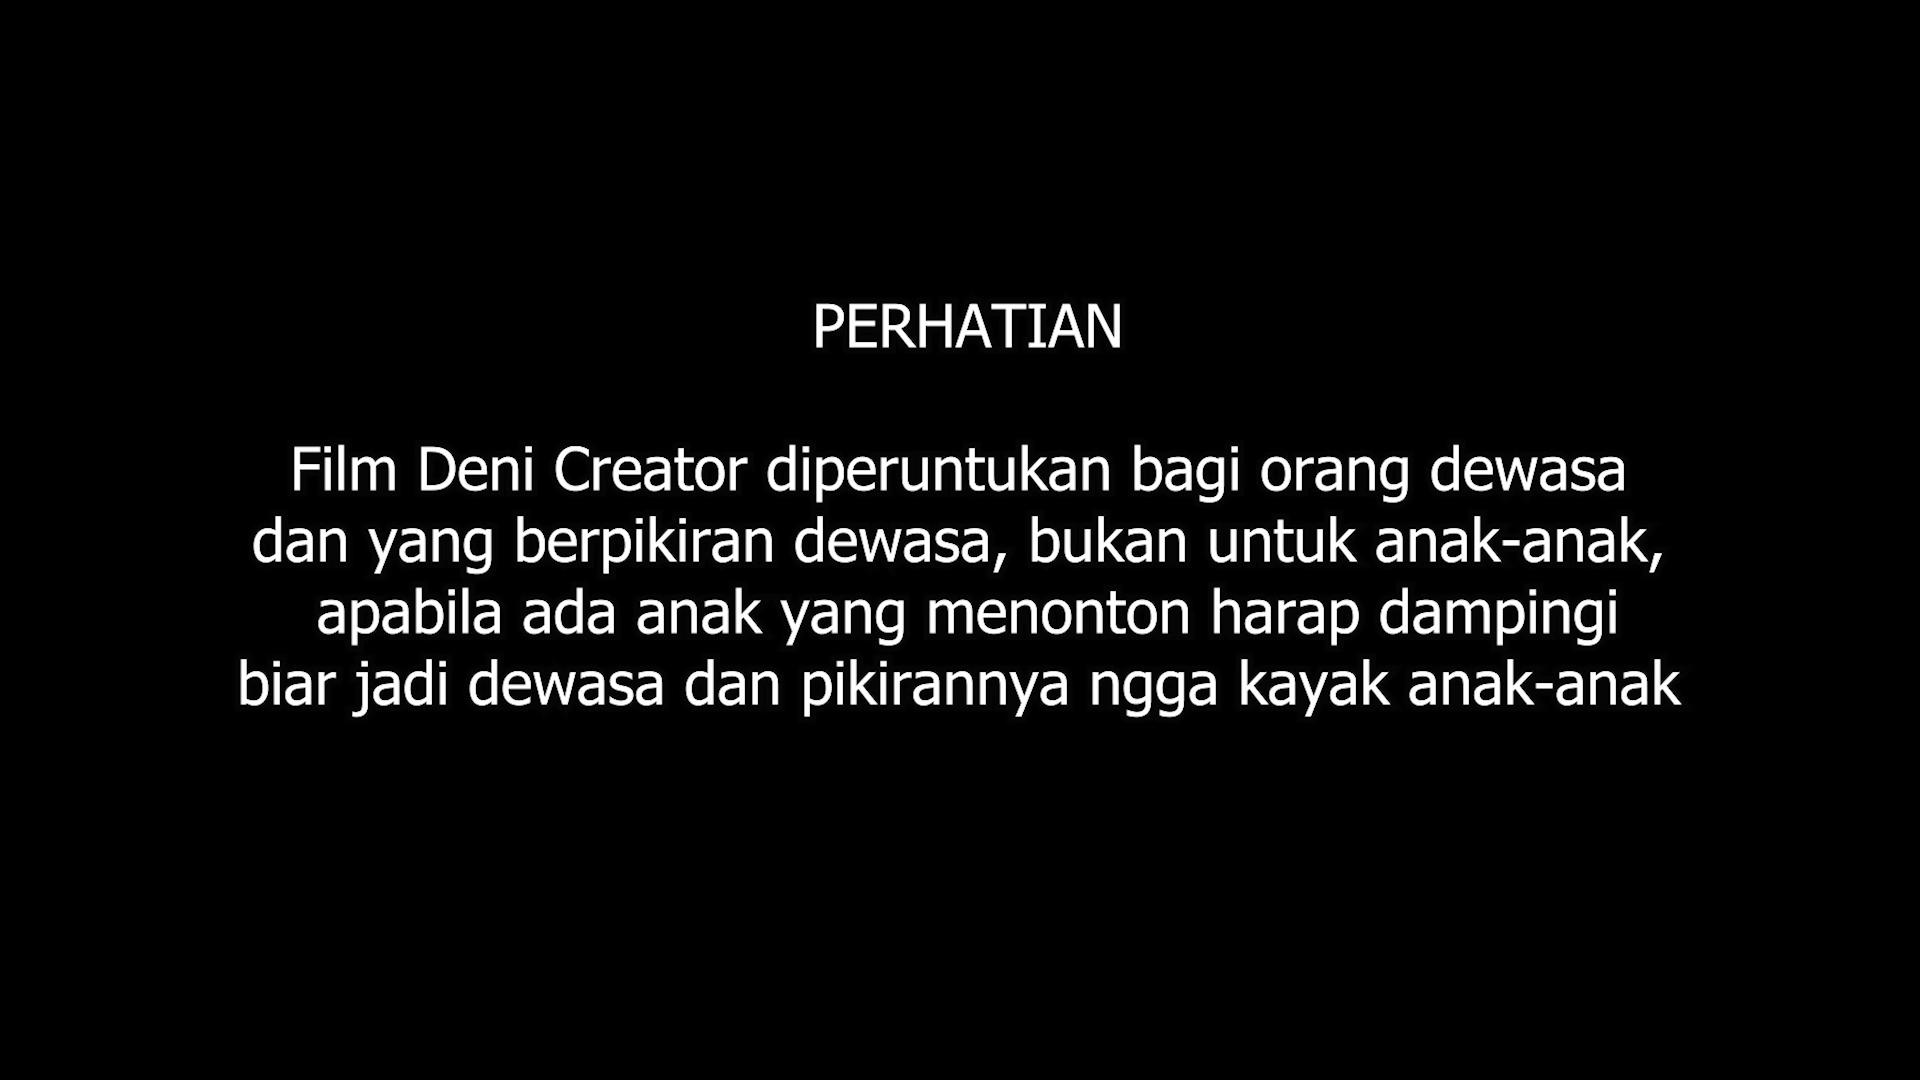 PERHATIAN
Film Deni Creator diperuntukan bagi orang dewasa
dan yang berpikiran dewasa, bukan untuk anak-anak,
apabila ada anak yang menonton harap dampingi
biar jadi dewasa dan pikirannya ngga kayak anak-anak